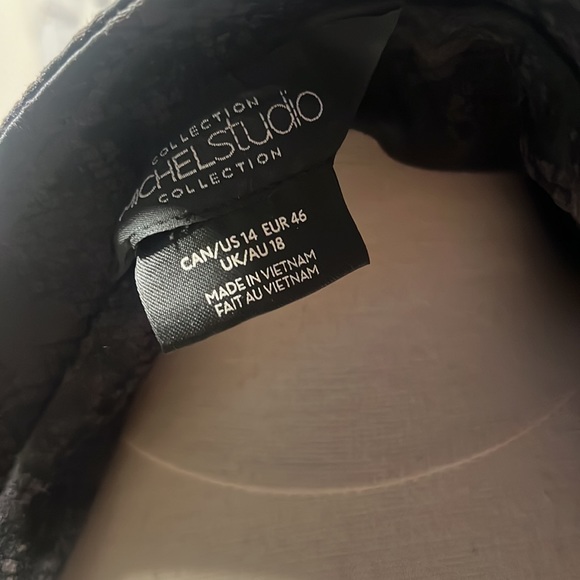 COLLECTION
MICHELstudio
COLLECTION
CAN/US 14 EUR 46
UK/AU 18
MADE IN VIETNAM
FAIT AU VIETNAM